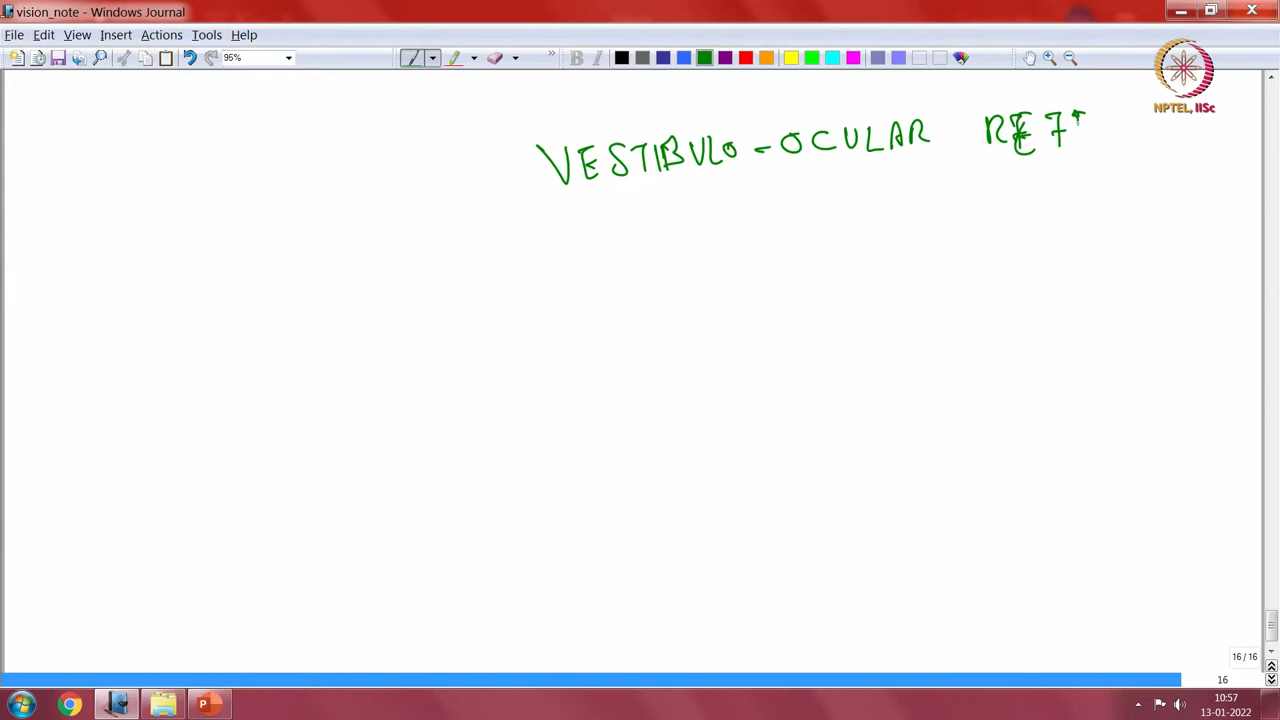 vision_note - Windows Journal
File Edit View Insert Actions Tools Help
95%
NPTEL, IISc
VESTIBULO - OCULAR REF
16 / 16
16
10:57
13-01-2022